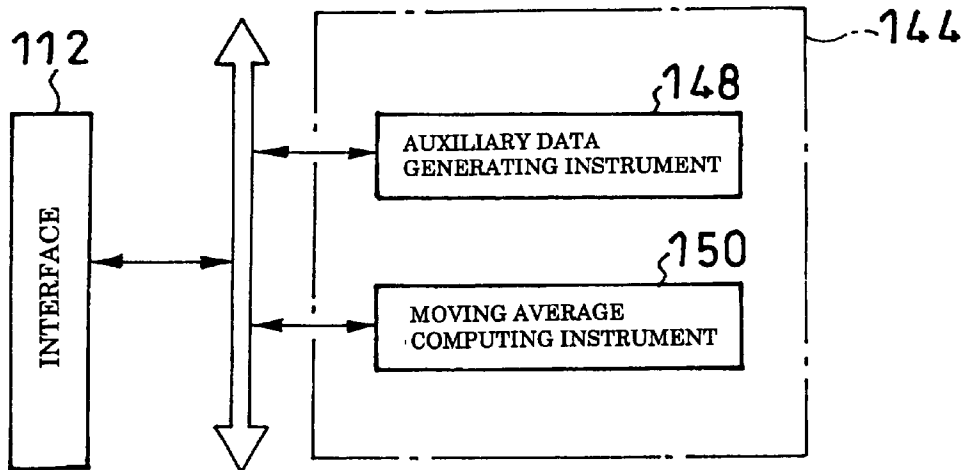 112
144
148
AUXILIARY DATA
GENERATING INSTRUMENT
INTERFACE
150
MOVING AVERAGE
COMPUTING INSTRUMENT